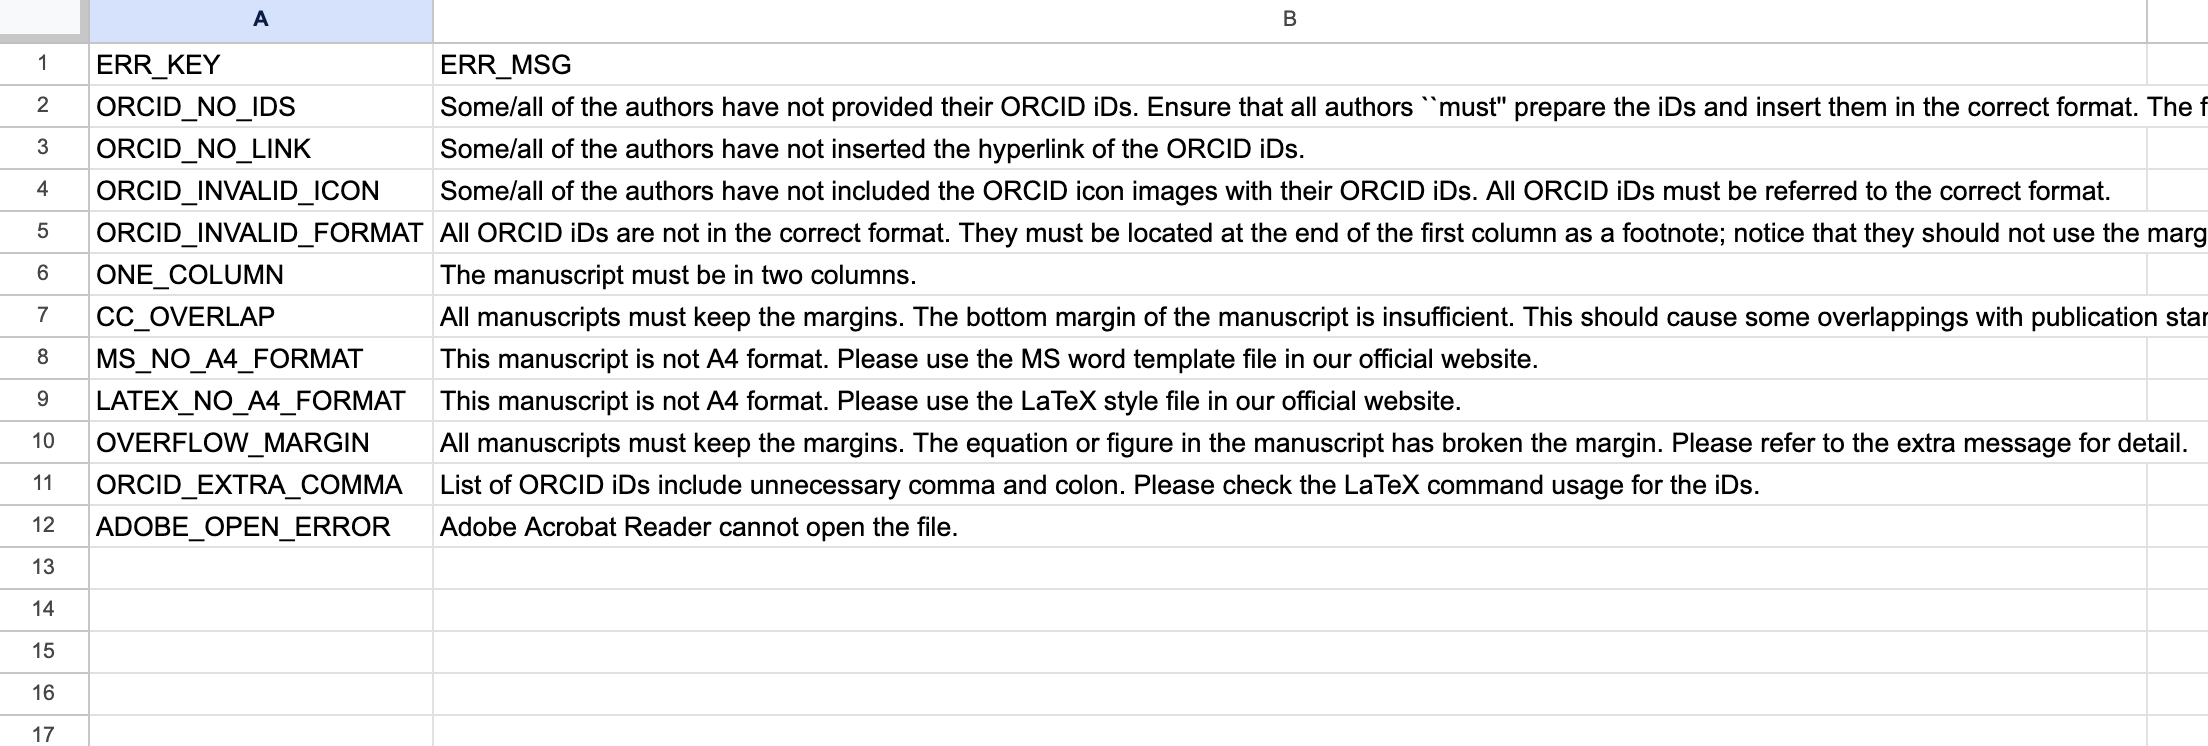 A B
1 ERR_KEY ERR_MSG
2 ORCID_NO_IDS Some/all of the authors have not provided their ORCID iDs. Ensure that all authors ``must" prepare the iDs and insert them in the correct format. The
3 ORCID_NO_LINK Some/all of the authors have not inserted the hyperlink of the ORCID iDs.
4 ORCID_INVALID_ICON Some/all of the authors have not included the ORCID icon images with their ORCID iDs. All ORCID iDs must be referred to the correct format.
5 ORCID_INVALID_FORMAT All ORCID iDs are not in the correct format. They must be located at the end of the first column as a footnote; notice that they should not use the
6 ONE_COLUMN The manuscript must be in two columns.
7 CC_OVERLAP All manuscripts must keep the margins. The bottom margin of the manuscript is insufficient. This should cause some overlappings with publication
8 MS_NO_A4_FORMAT This manuscript is not A4 format. Please use the MS word template file in our official website.
9 LATEX_NO_A4_FORMAT This manuscript is not A4 format. Please use the LaTeX style file in our official website.
10 OVERFLOW_MARGIN All manuscripts must keep the margins. The equation or figure in the manuscript has broken the margin. Please refer to the extra message for detail.
11 ORCID_EXTRA_COMMA List of ORCID iDs include unnecessary comma and colon. Please check the LaTeX command usage for the iDs.
12 ADOBE_OPEN_ERROR Adobe Acrobat Reader cannot open the file.
13
14
15
16
17